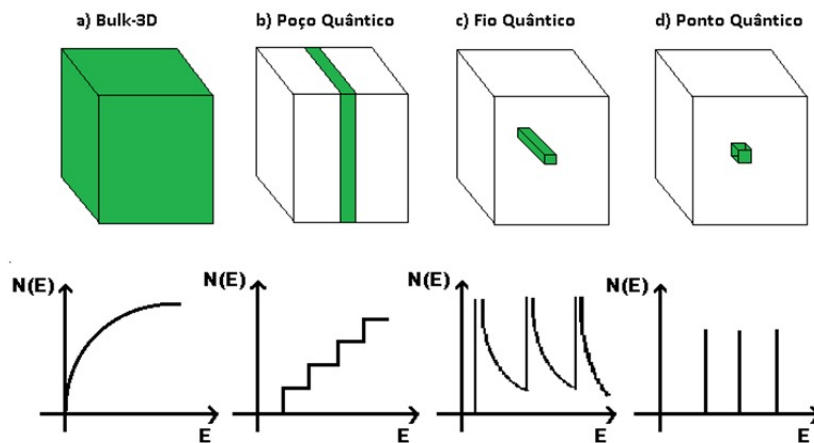 a) Bulk-3D b) Poço Quântico c) Fio Quântico d) Ponto Quântico
N(E) N(E) N(E) N(E)
E E E E